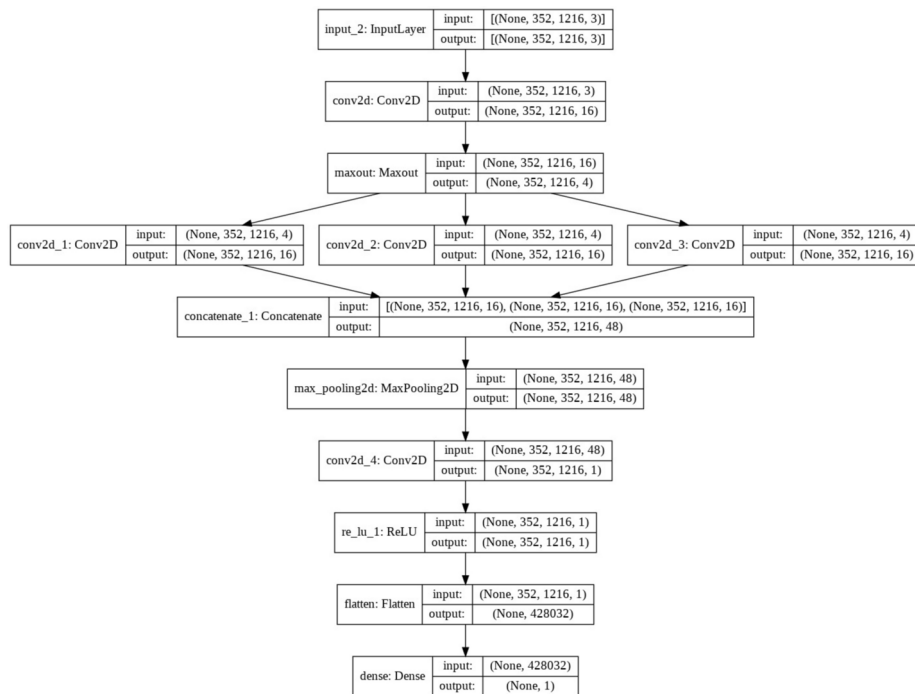 input_2: InputLayer
input: [(None, 352, 1216, 3)]
output: [(None, 352, 1216, 3)]
conv2d: Conv2D
input: (None, 352, 1216, 3)
output: (None, 352, 1216, 16)
maxout: Maxout
input: (None, 352, 1216, 16)
output: (None, 352, 1216, 4)
conv2d_1: Conv2D
input: (None, 352, 1216, 4)
output: (None, 352, 1216, 16)
conv2d_2: Conv2D
input: (None, 352, 1216, 4)
output: (None, 352, 1216, 16)
conv2d_3: Conv2D
input: (None, 352, 1216, 4)
output: (None, 352, 1216, 16)
concatenate_1: Concatenate
input: [(None, 352, 1216, 16), (None, 352, 1216, 16), (None, 352, 1216, 16)]
output: (None, 352, 1216, 48)
max_pooling2d: MaxPooling2D
input: (None, 352, 1216, 48)
output: (None, 352, 1216, 48)
conv2d_4: Conv2D
input: (None, 352, 1216, 48)
output: (None, 352, 1216, 1)
re_lu_1: ReLU
input: (None, 352, 1216, 1)
output: (None, 352, 1216, 1)
flatten: Flatten
input: (None, 352, 1216, 1)
output: (None, 428032)
dense: Dense
input: (None, 428032)
output: (None, 1)